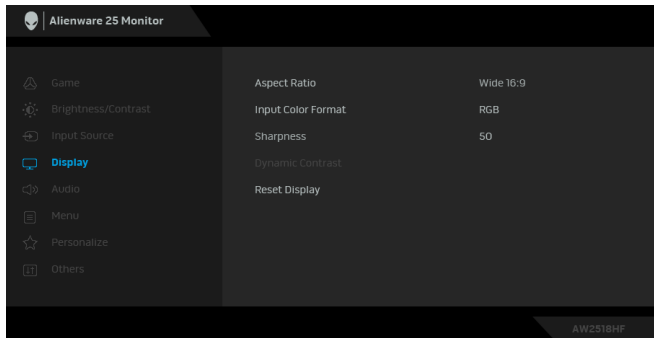 Alienware 25 Monitor
Game
Aspect Ratio Wide 16:9
Brightness/Contrast
Input Color Format RGB
Input Source
Sharpness 50
Display
Dynamic Contrast
Audio
Reset Display
Menu
Personalize
Others
AW2518HF